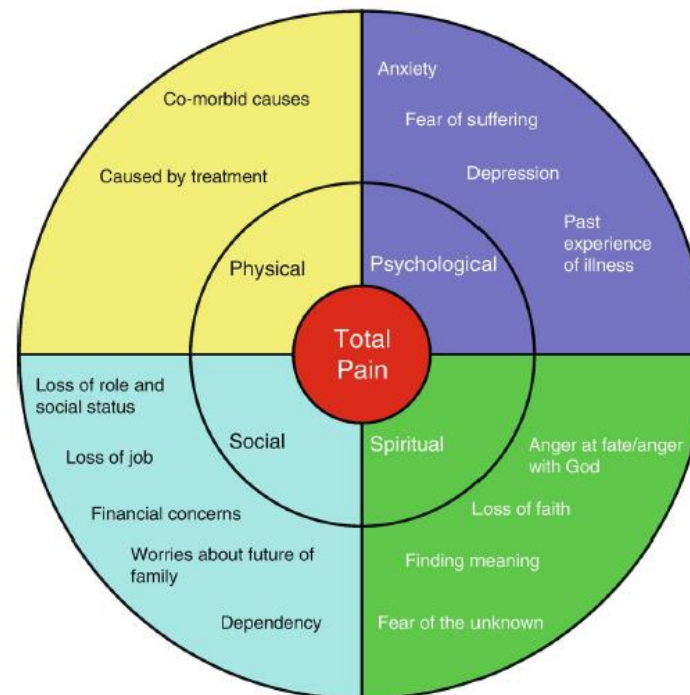 Co-morbid causes
Caused by treatment
Physical
Anxiety
Fear of suffering
Depression
Past
experience
of illness
Psychological
Total
Pain
Loss of role and
social status
Loss of job
Financial concerns
Worries about future of
family
Dependency
Social
Spiritual
Anger at fate/anger
with God
Loss of faith
Finding meaning
Fear of the unknown